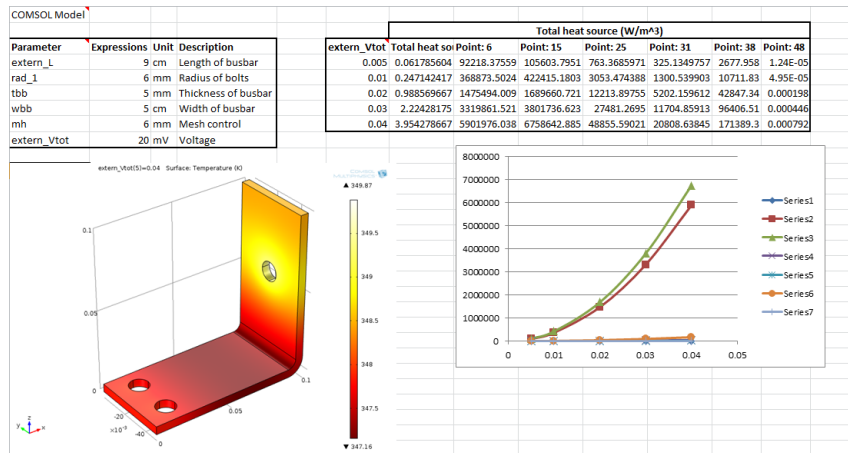 COMSOL Model
Total heat source (W/m^3)
Parameter Expressions Unit Description
extern_Vtot Total heat sou Point: 6 Point: 15 Point: 25 Point: 31 Point: 38 Point: 48
extern_L 9 cm Length of busbar
0.005 0.061785604 92218.37559 105603.7951 763.3685971 325.1349757 2677.958 1.24E-05
rad_1 6 mm Radius of bolts
0.01 0.247142417 368873.5024 422415.1803 3053.474388 1300.539903 10711.83 4.95E-05
tbb 5 mm Thickness of busbar
0.02 0.988569667 1475494.009 1689660.721 12213.89755 5202.159612 42847.34 0.000198
wbb 5 cm Width of busbar
0.03 2.22428175 3319861.521 3801736.623 27481.2695 11704.85913 96406.51 0.000446
mh 6 mm Mesh control
0.04 3.954278667 5901976.038 6758642.885 48855.59021 20808.63845 171389.3 0.000792
extern_Vtot 20 mV Voltage
extern_Vtot(5)=0.04 Surface: Temperature (K)
COMSOL
MULTIPHYSICS
▲ 349.87
349.5
349
348.5
348
347.5
▼ 347.16
0.1
0.05
0
0.1
0.05
0
-20
-40
×10⁻³
z
y
x
8000000
7000000
6000000
5000000
4000000
3000000
2000000
1000000
0
0 0.01 0.02 0.03 0.04 0.05
Series1
Series2
Series3
Series4
Series5
Series6
Series7